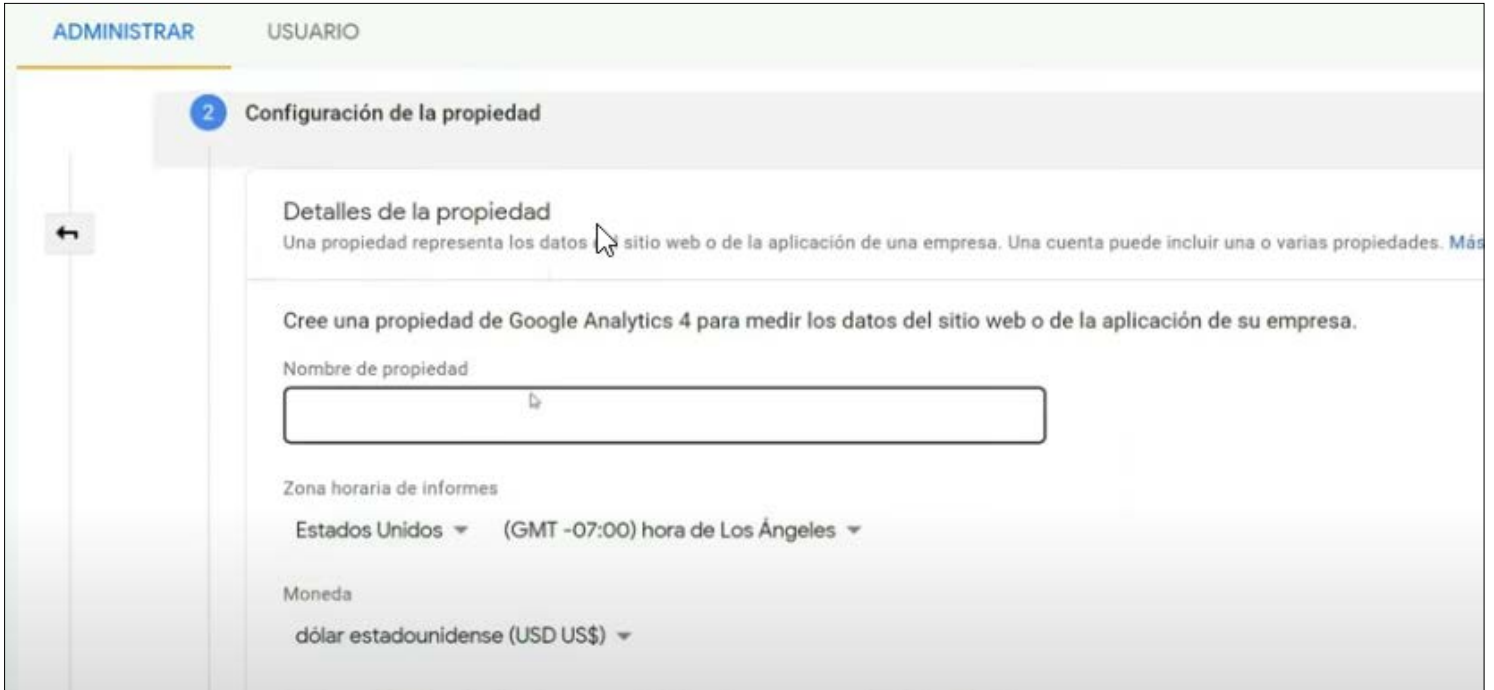 ADMINISTRAR USUARIO
2 Configuración de la propiedad
Detalles de la propiedad
Una propiedad representa los datos sitio web o de la aplicación de una empresa. Una cuenta puede incluir una o varias propiedades. Más
Cree una propiedad de Google Analytics 4 para medir los datos del sitio web o de la aplicación de su empresa.
Nombre de propiedad
Zona horaria de informes
Estados Unidos (GMT -07:00) hora de Los Ángeles
Moneda
dólar estadounidense (USD US$)